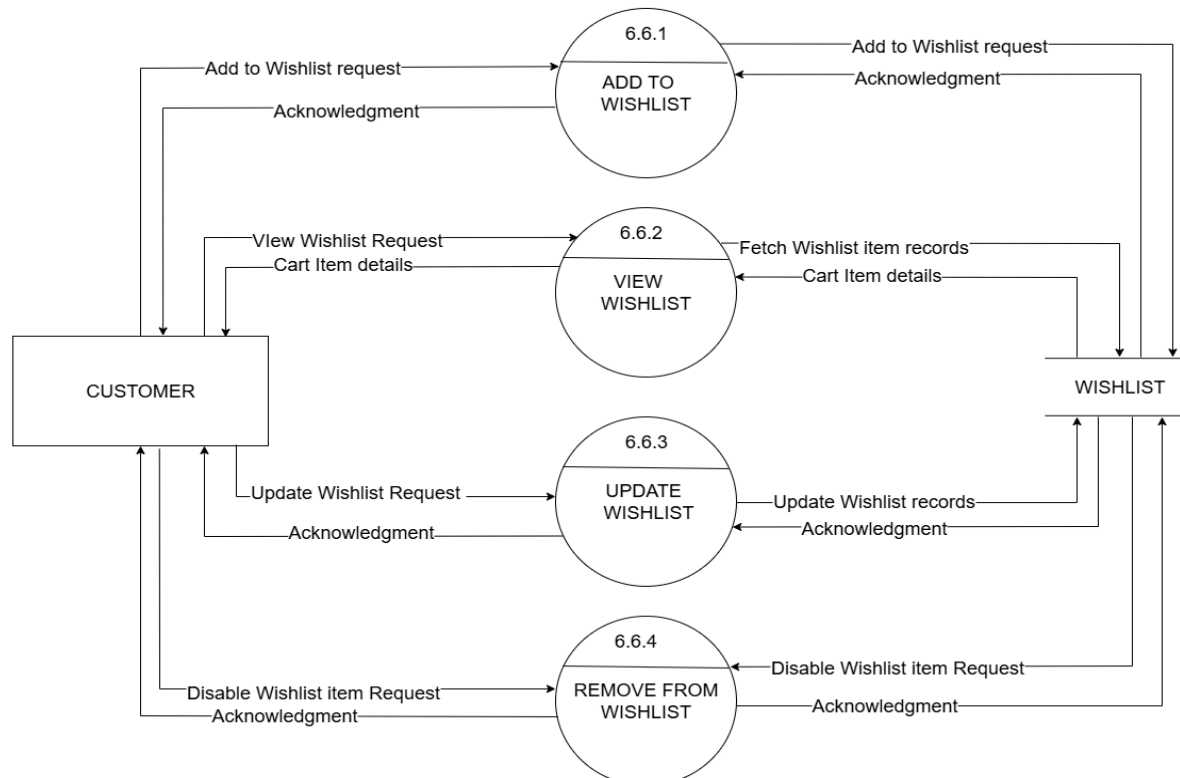 6.6.1
ADD TO
WISHLIST
Add to Wishlist request
Acknowledgment
Add to Wishlist request
Acknowledgment
6.6.2
VIEW
WISHLIST
VIew Wishlist Request
Cart Item details
Fetch Wishlist item records
Cart Item details
CUSTOMER
WISHLIST
6.6.3
UPDATE
WISHLIST
Update Wishlist Request
Acknowledgment
Update Wishlist records
Acknowledgment
6.6.4
REMOVE FROM
WISHLIST
Disable Wishlist item Request
Acknowledgment
Disable Wishlist item Request
Acknowledgment